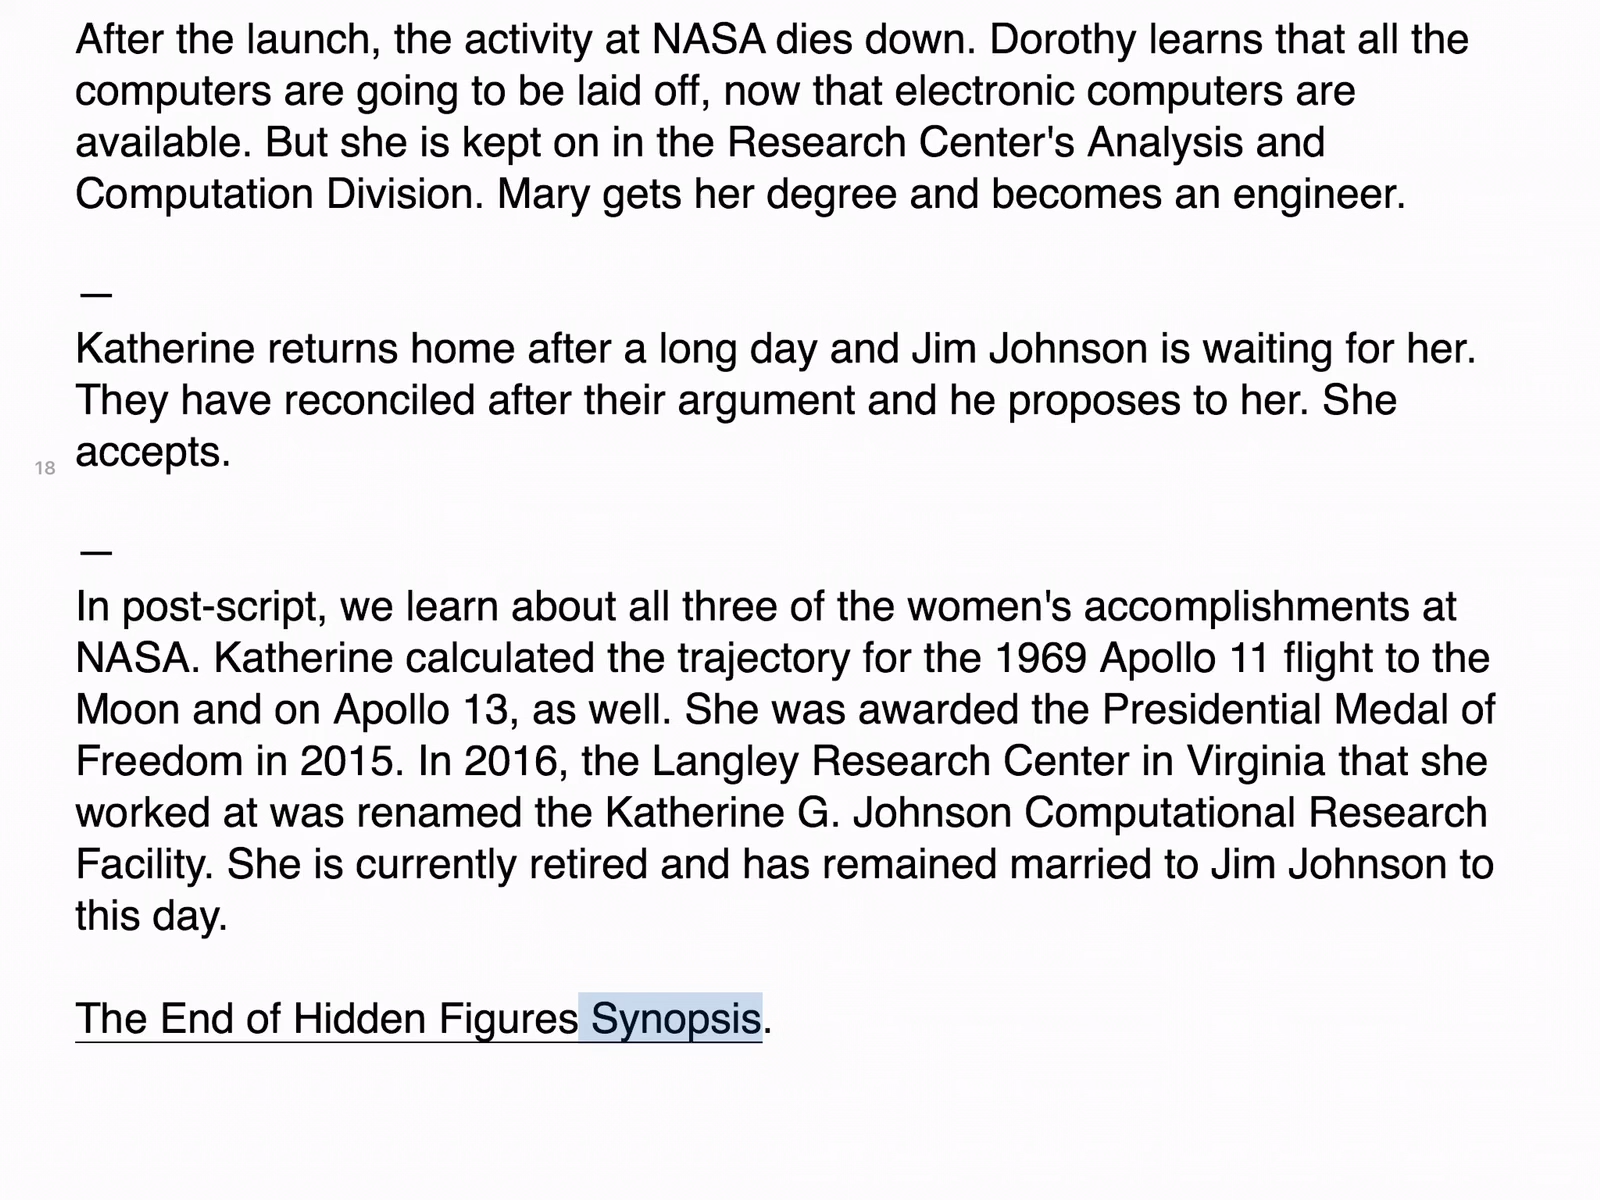 After the launch, the activity at NASA dies down. Dorothy learns that all the
computers are going to be laid off, now that electronic computers are
available. But she is kept on in the Research Center's Analysis and
Computation Division. Mary gets her degree and becomes an engineer.
—
Katherine returns home after a long day and Jim Johnson is waiting for her.
They have reconciled after their argument and he proposes to her. She
18 accepts.
—
In post-script, we learn about all three of the women's accomplishments at
NASA. Katherine calculated the trajectory for the 1969 Apollo 11 flight to the
Moon and on Apollo 13, as well. She was awarded the Presidential Medal of
Freedom in 2015. In 2016, the Langley Research Center in Virginia that she
worked at was renamed the Katherine G. Johnson Computational Research
Facility. She is currently retired and has remained married to Jim Johnson to
this day.
The End of Hidden Figures Synopsis.